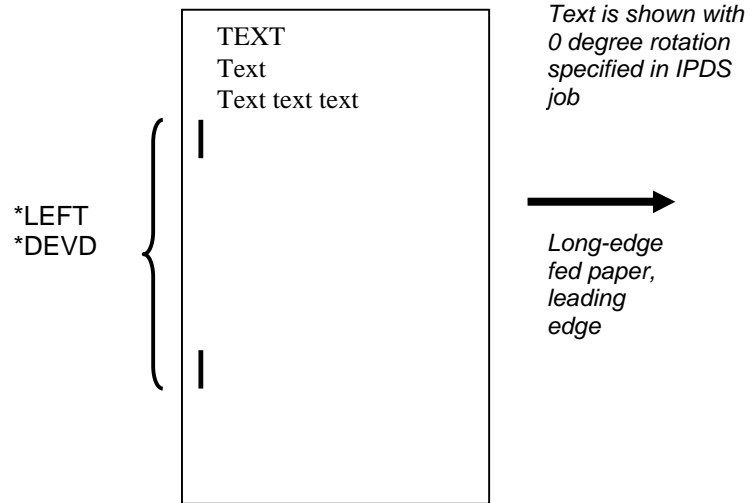 TEXT
Text
Text text text
*LEFT
*DEVD
Text is shown with
0 degree rotation
specified in IPDS
job
Long-edge
fed paper,
leading
edge